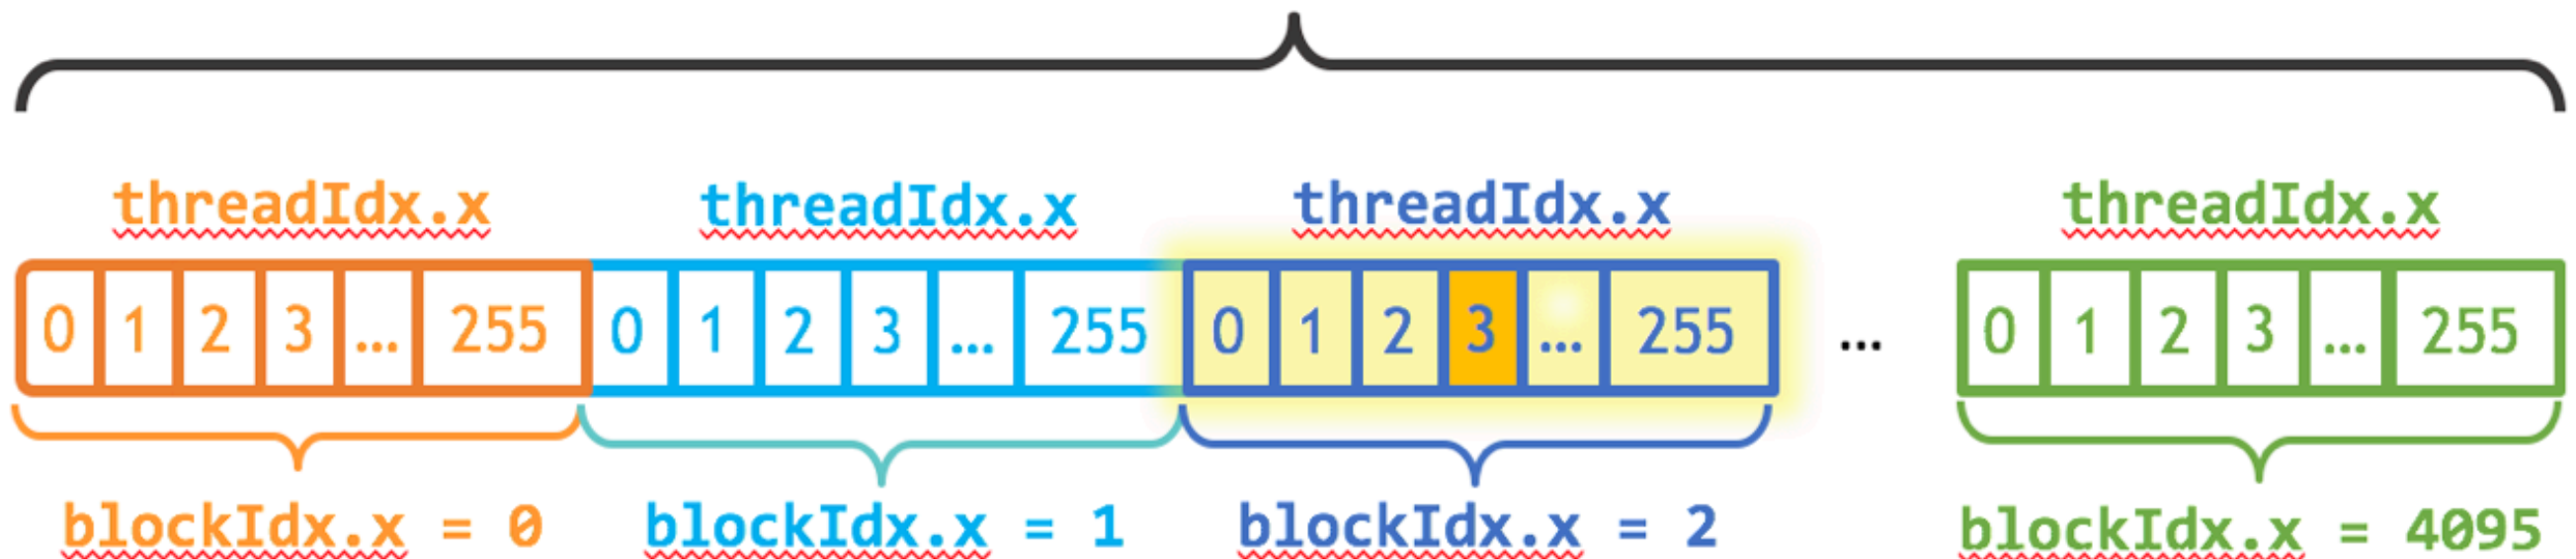 threadIdx.x threadIdx.x threadIdx.x threadIdx.x
0 1 2 3 ... 255 0 1 2 3 ... 255 0 1 2 3 ... 255 ... 0 1 2 3 ... 255
blockIdx.x = 0 blockIdx.x = 1 blockIdx.x = 2 blockIdx.x = 4095